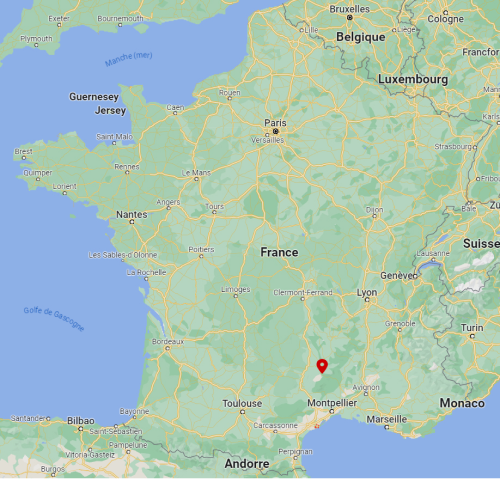 Bruxelles
Exeter
Bournemouth
Cologne
Plymouth
Lille
Belgique
Liège
Manche (mer)
Francfor
Luxembourg
Guernesey
Rouen
Jersey
Caen
Paris
Saint-Malo
Versailles
Strasbourg
Brest
Rennes
Quimper
Le Mans
Lorient
Angers
Tours
Dijon
Bâle
Nantes
Poitiers
France
Suisse
Les Sables-d'Olonne
Lausanne
La Rochelle
Genève
Limoges
Clermont-Ferrand
Lyon
Golfe de Gascogne
Grenoble
Turin
Bordeaux
Avignon
Toulouse
Montpellier
Monaco
Bayonne
Santander
Bilbao
Marseille
Saint-Sébastien
Carcassonne
Pampelune
Vitoria-Gasteiz
Perpignan
Andorre
Burgos